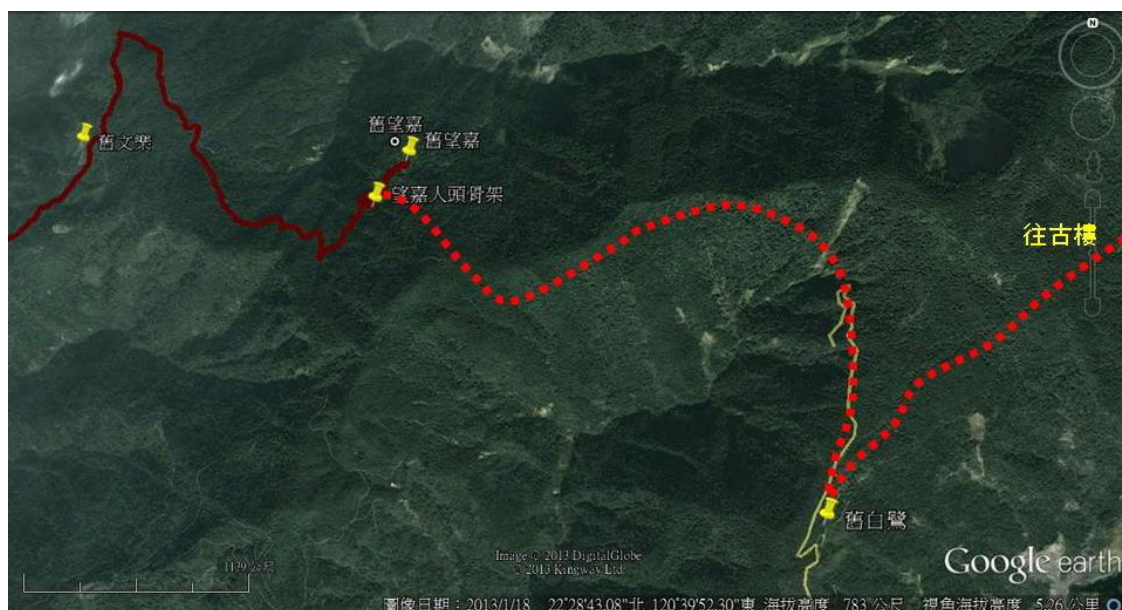 N
舊文樂
舊望嘉
舊望嘉
望嘉人頭骨架
往古樓
舊白鷺
Image © 2013 DigitalGlobe
© 2013 Kingway Ltd.
Google earth
1129 公尺
圖像日期：2013/1/18 22°28'43.08"北 120°39'52.30"東 海拔高度 783 公尺 視角海拔高度 5.26 公里